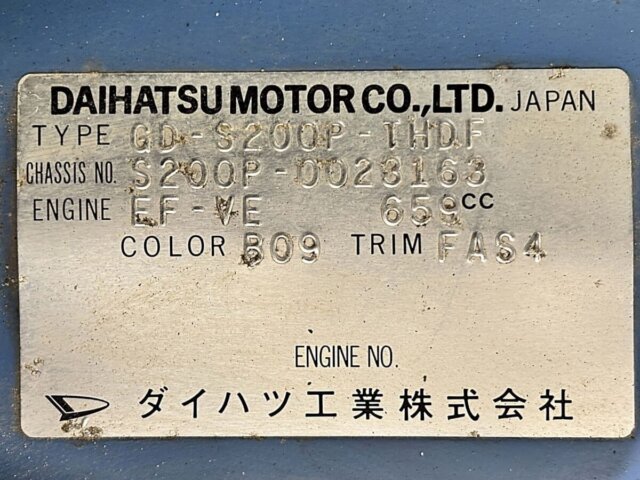 DAIHATSU MOTOR CO.,LTD. JAPAN
TYPE GD-S200P-THDF
CHASSIS NO. S200P-0023163
ENGINE EF-VE 658cc
COLOR B09 TRIM FAS4
ENGINE NO.
ダイハツ工業株式会社